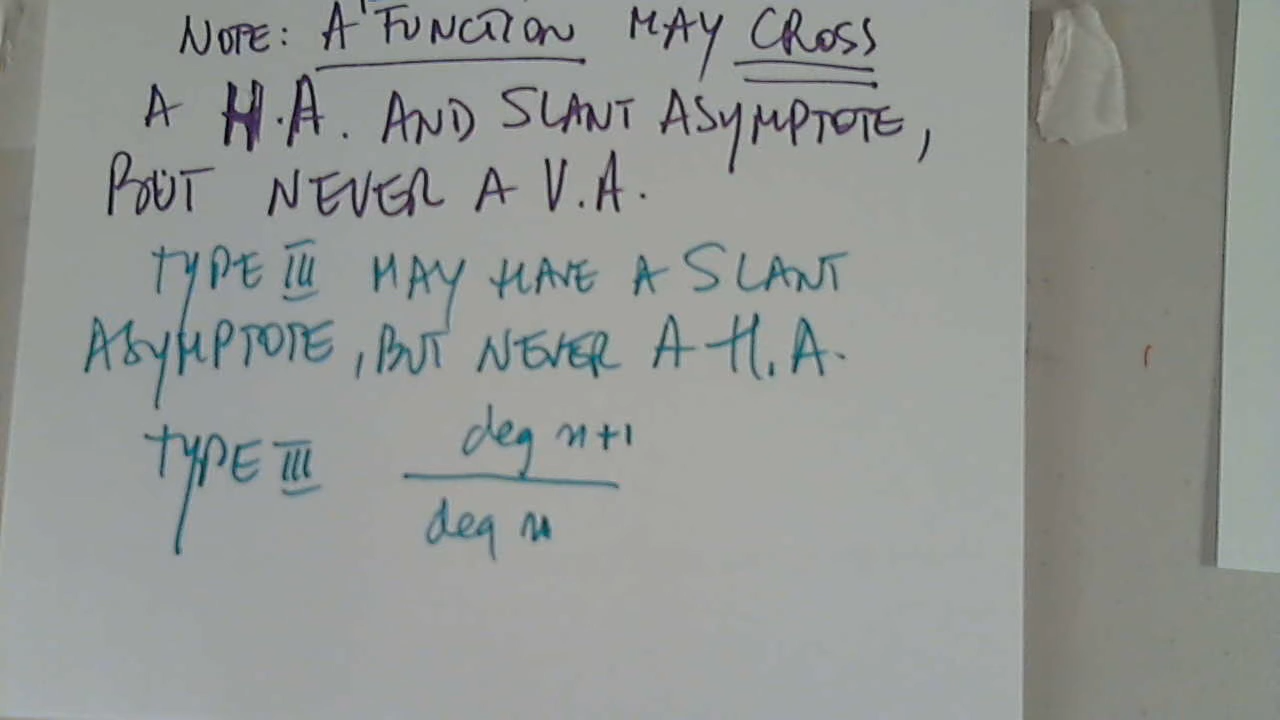 NOTE: A FUNCTION MAY CROSS
A H.A. AND SLANT ASYMPTOTE,
BUT NEVER A V.A.
TYPE III MAY HAVE A SLANT
ASYMPTOTE, BUT NEVER A H.A.
TYPE III deg n+1
deg n